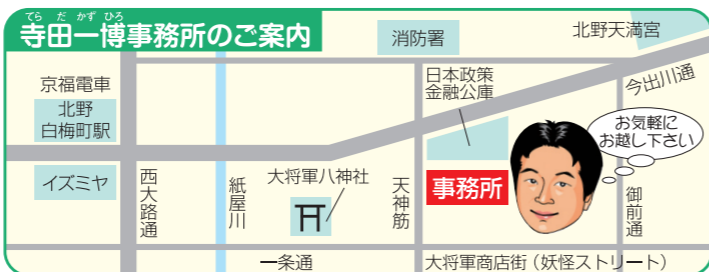 てらだかずひろ
寺田一博事務所のご案内
消防署
北野天満宮
京福電車
北野
白梅町駅
日本政策
金融公庫
今出川通
お気軽に
お越し下さい
イズミヤ
西大路通
紙屋川
大将軍八神社
天神筋
事務所
御前通
一条通
大将軍商店街（妖怪ストリート）